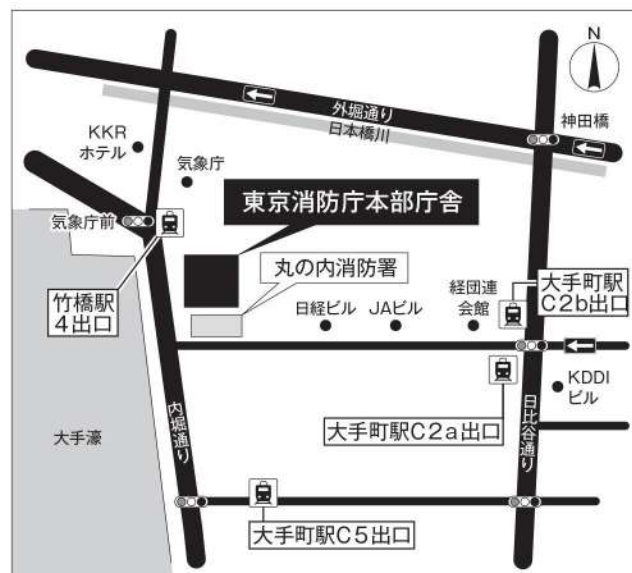 N
外堀通り
日本橋川
神田橋
KKR
ホテル
気象庁
東京消防庁本部庁舎
気象庁前
丸の内消防署
竹橋駅
4出口
日経ビル
JAビル
経団連
会館
大手町駅
C2b出口
KDDI
ビル
大手濠
内堀通り
大手町駅C2a出口
日比谷通り
大手町駅C5出口